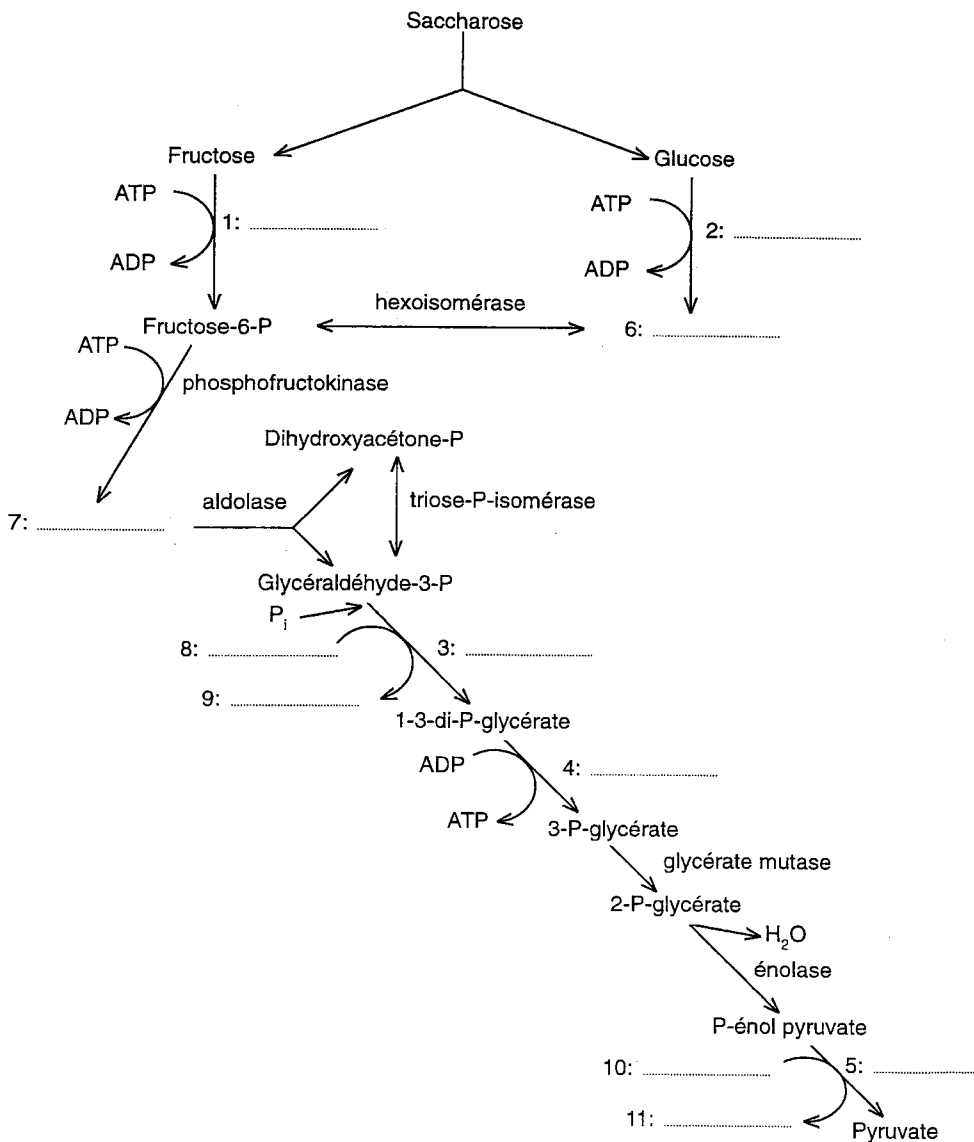 Saccharose
Fructose
Glucose
ATP
1: ....................
ADP
ATP
2: ....................
ADP
hexoisomérase
Fructose-6-P
6: ....................
ATP
phosphofructokinase
ADP
Dihydroxyacétone-P
aldolase
triose-P-isomérase
7: ....................
Glycéraldéhyde-3-P
P<sub>i</sub>
8: ....................
3: ....................
9: ....................
1-3-di-P-glycérate
ADP
4: ....................
ATP
3-P-glycérate
glycérate mutase
2-P-glycérate
H₂O
énolase
P-énol pyruvate
10: ....................
5: ....................
11: ....................
Pyruvate